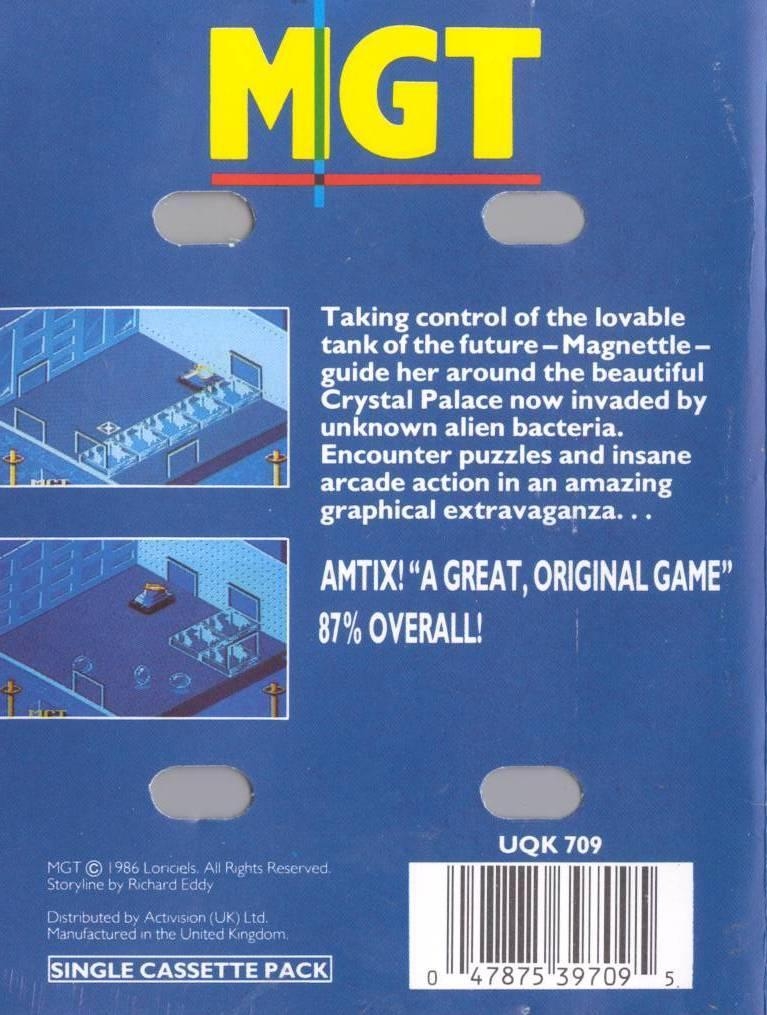 MGT
Taking control of the lovable
tank of the future – Magnettle –
guide her around the beautiful
Crystal Palace now invaded by
unknown alien bacteria.
Encounter puzzles and insane
arcade action in an amazing
graphical extravaganza...
AMTIX! “A GREAT, ORIGINAL GAME”
87% OVERALL!
UQK 709
MGT © 1986 Loriciels. All Rights Reserved.
Storyline by Richard Eddy
Distributed by Activision (UK) Ltd.
Manufactured in the United Kingdom.
SINGLE CASSETTE PACK
0 47875 39709 5.